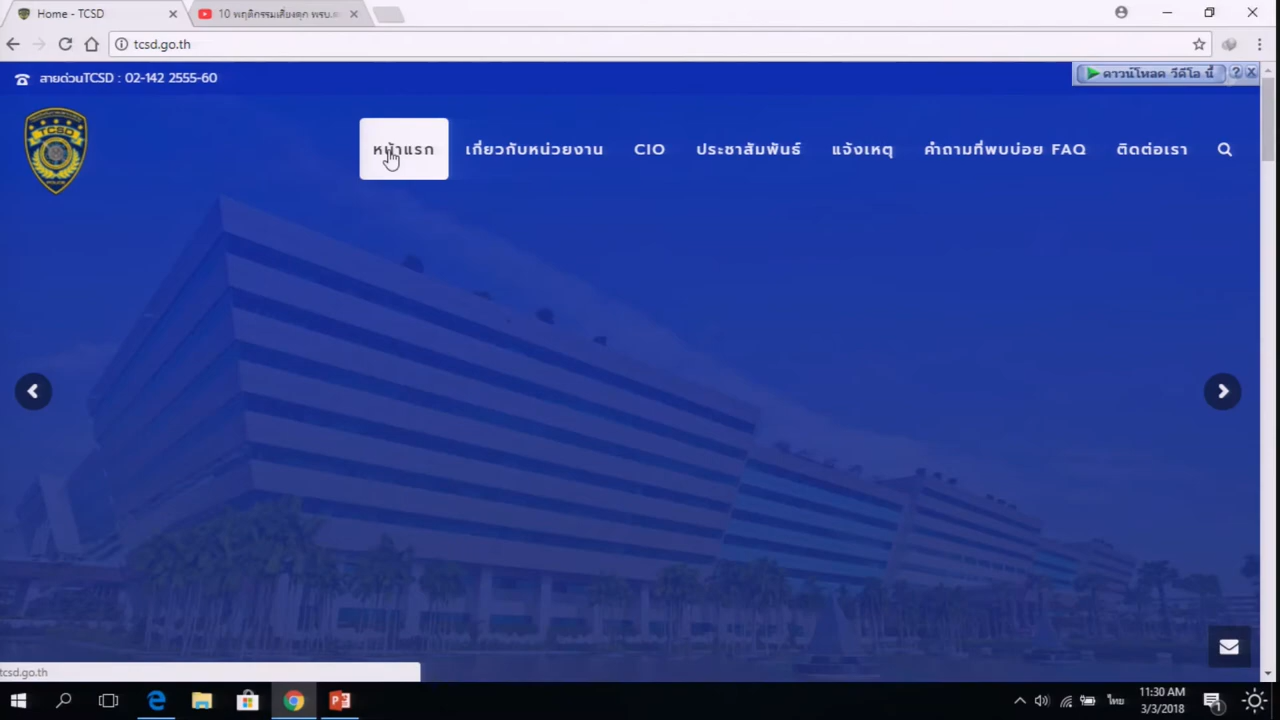 Home - TCSD
10 พฤติกรรมเสี่ยงคุก พรบ.
tcsd.go.th
สายด่วนTCSD : 02-142 2555-60
ดาวน์โหลด วีดีโอ นี้
TCSD
POLICE
หน้าแรก
เกี่ยวกับหน่วยงาน
CIO
ประชาสัมพันธ์
แจ้งเหตุ
คำถามที่พบบ่อย FAQ
ติดต่อเรา
tcsd.go.th
ไทย
11:30 AM
3/3/2018